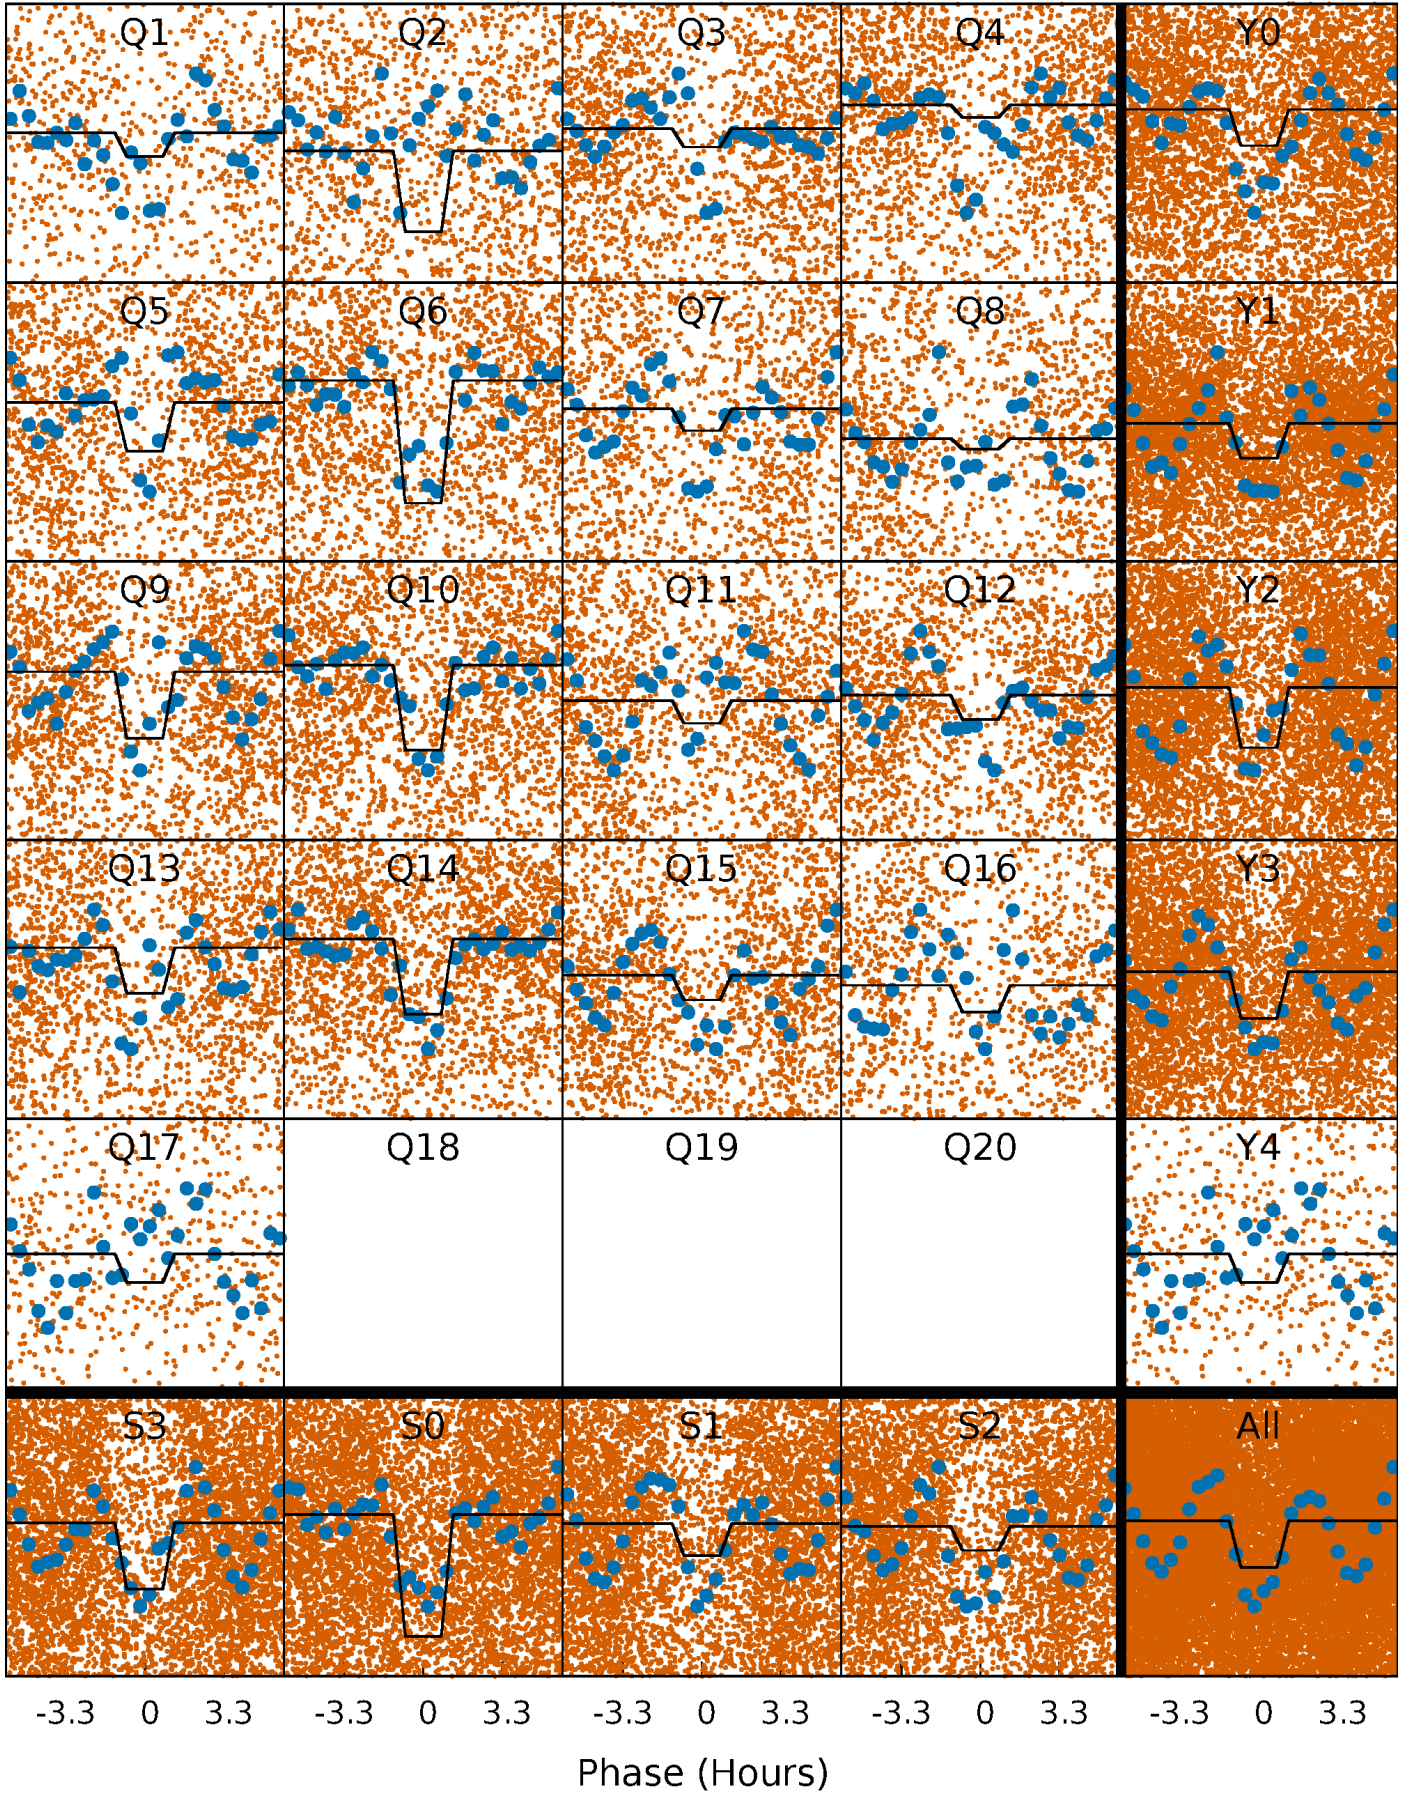 Q1 Q2 Q3 Q4 Y0
Q5 Q6 Q7 Q8 Y1
Q9 Q10 Q11 Q12 Y2
Q13 Q14 Q15 Q16 Y3
Q17 Q18 Q19 Q20 Y4
S3 S0 S1 S2 All
-3.3 0 3.3 -3.3 0 3.3 -3.3 0 3.3 -3.3 0 3.3 -3.3 0 3.3
Phase (Hours)